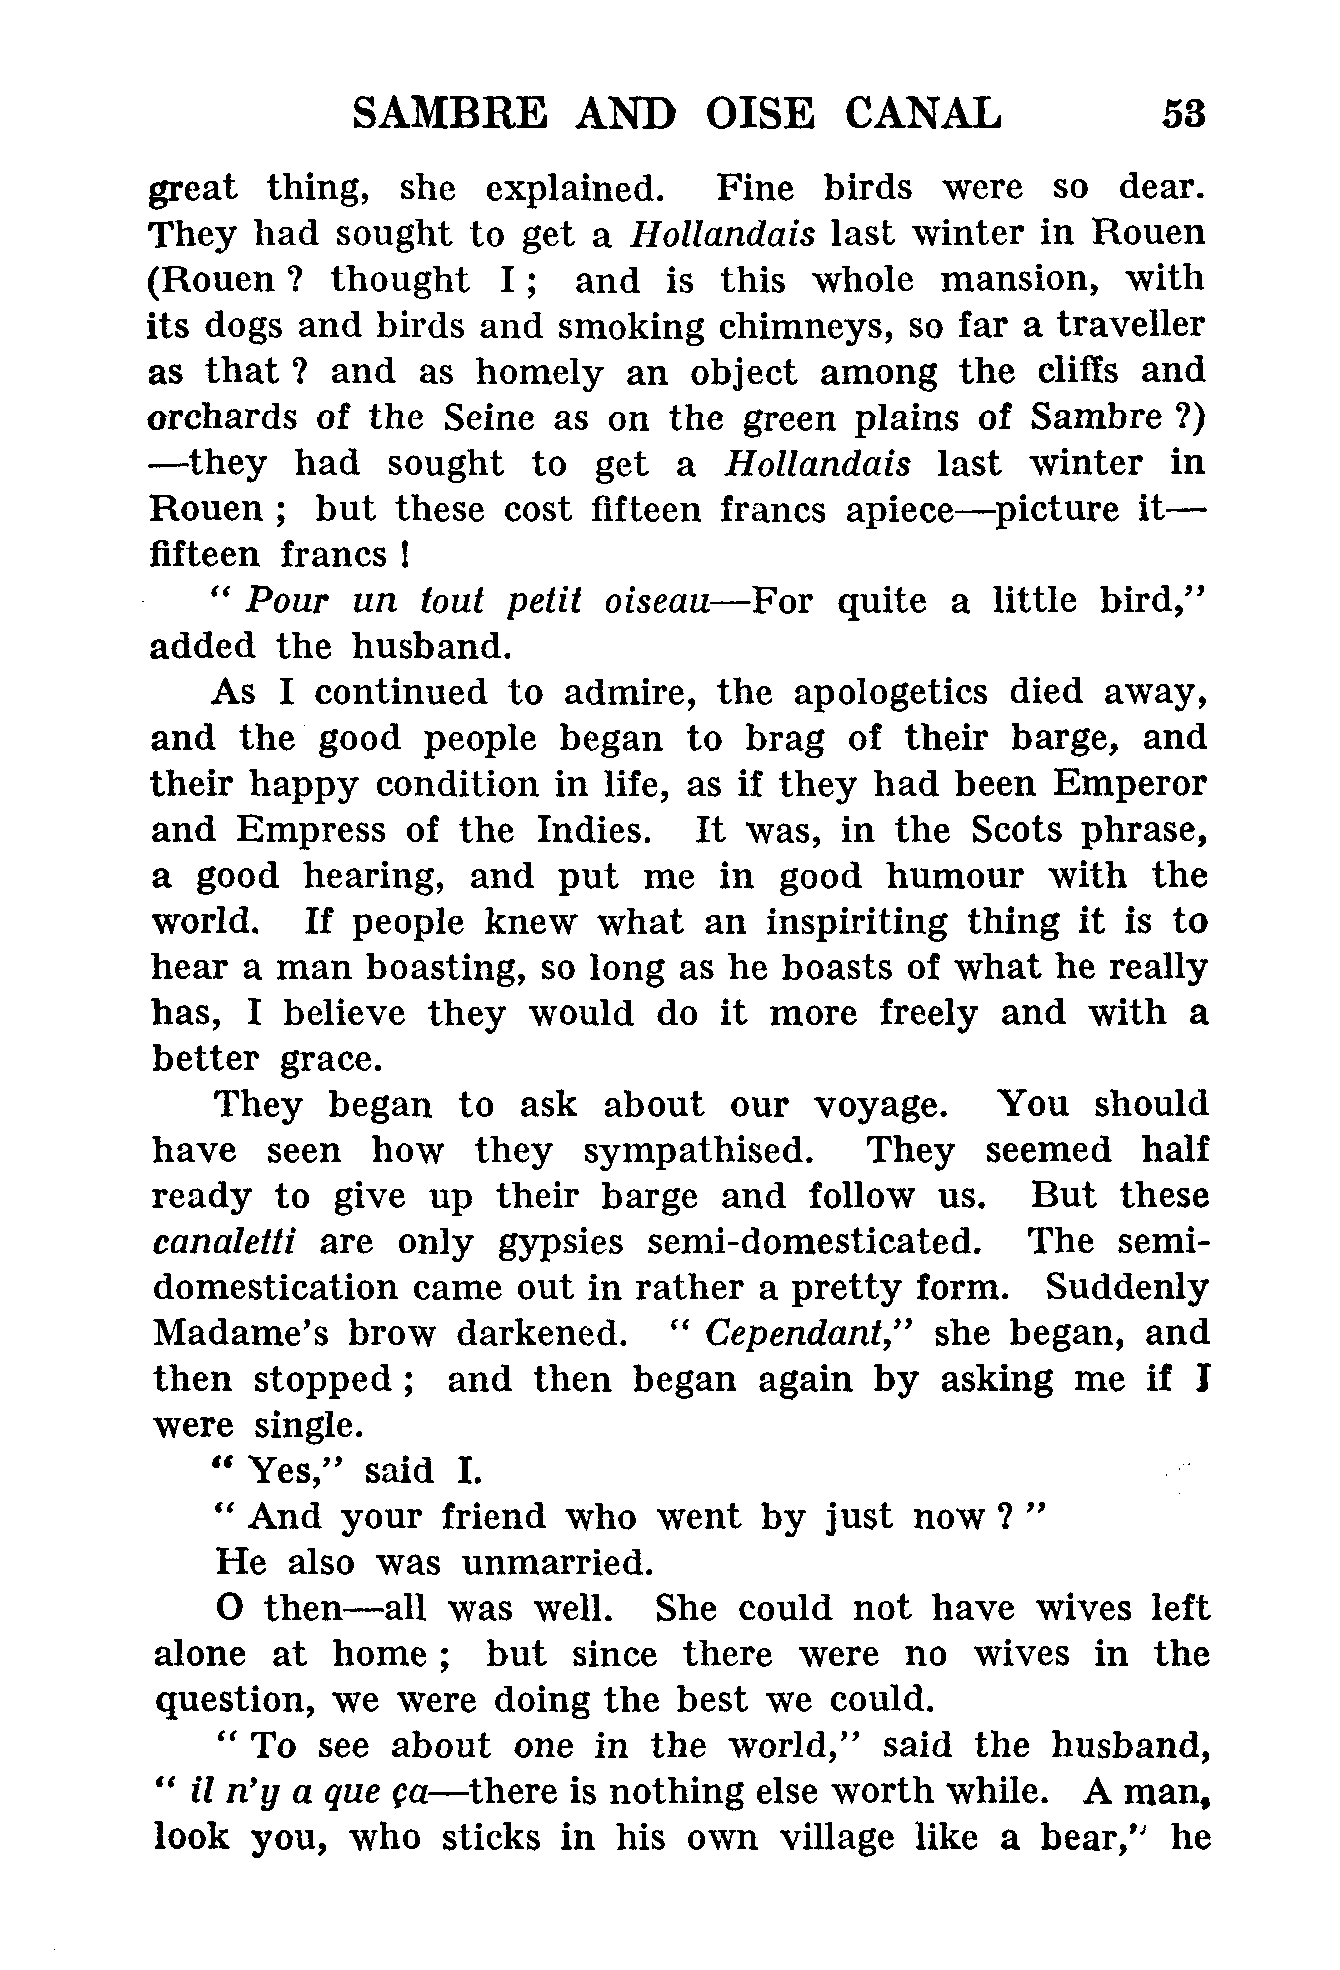 SAMBRE AND OISE CANAL 53
great thing, she explained. Fine birds were so dear.
They had sought to get a Hollandais last winter in Rouen
(Rouen ? thought I ; and is this whole mansion, with
its dogs and birds and smoking chimneys, so far a traveller
as that ? and as homely an object among the cliffs and
orchards of the Seine as on the green plains of Sambre ?)
—they had sought to get a Hollandais last winter in
Rouen ; but these cost fifteen francs apiece—picture it—
fifteen francs !
“ Pour un tout petit oiseau—For quite a little bird,”
added the husband.
As I continued to admire, the apologetics died away,
and the good people began to brag of their barge, and
their happy condition in life, as if they had been Emperor
and Empress of the Indies. It was, in the Scots phrase,
a good hearing, and put me in good humour with the
world. If people knew what an inspiriting thing it is to
hear a man boasting, so long as he boasts of what he really
has, I believe they would do it more freely and with a
better grace.
They began to ask about our voyage. You should
have seen how they sympathised. They seemed half
ready to give up their barge and follow us. But these
canaletti are only gypsies semi-domesticated. The semi-
domestication came out in rather a pretty form. Suddenly
Madame’s brow darkened. “ Cependant,” she began, and
then stopped ; and then began again by asking me if I
were single.
“ Yes,” said I.
“ And your friend who went by just now ? ”
He also was unmarried.
O then—all was well. She could not have wives left
alone at home ; but since there were no wives in the
question, we were doing the best we could.
“ To see about one in the world,” said the husband,
“ il n’y a que ça—there is nothing else worth while. A man,
look you, who sticks in his own village like a bear,” he